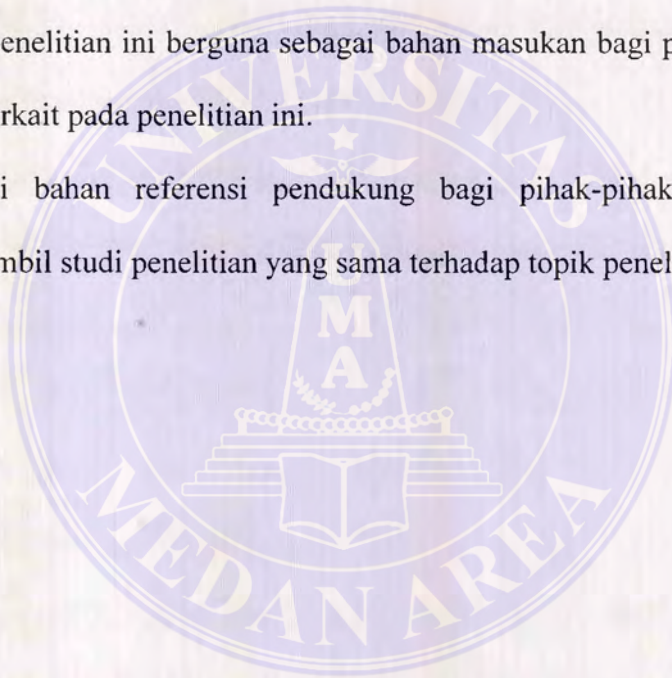 enelitian ini berguna sebagai bahan masukan bagi p
rkait pada penelitian ini.
i bahan referensi pendukung bagi pihak-pihak
mbil studi penelitian yang sama terhadap topik penel
UNIVERSITAS
U
M
A
MEDAN AREA